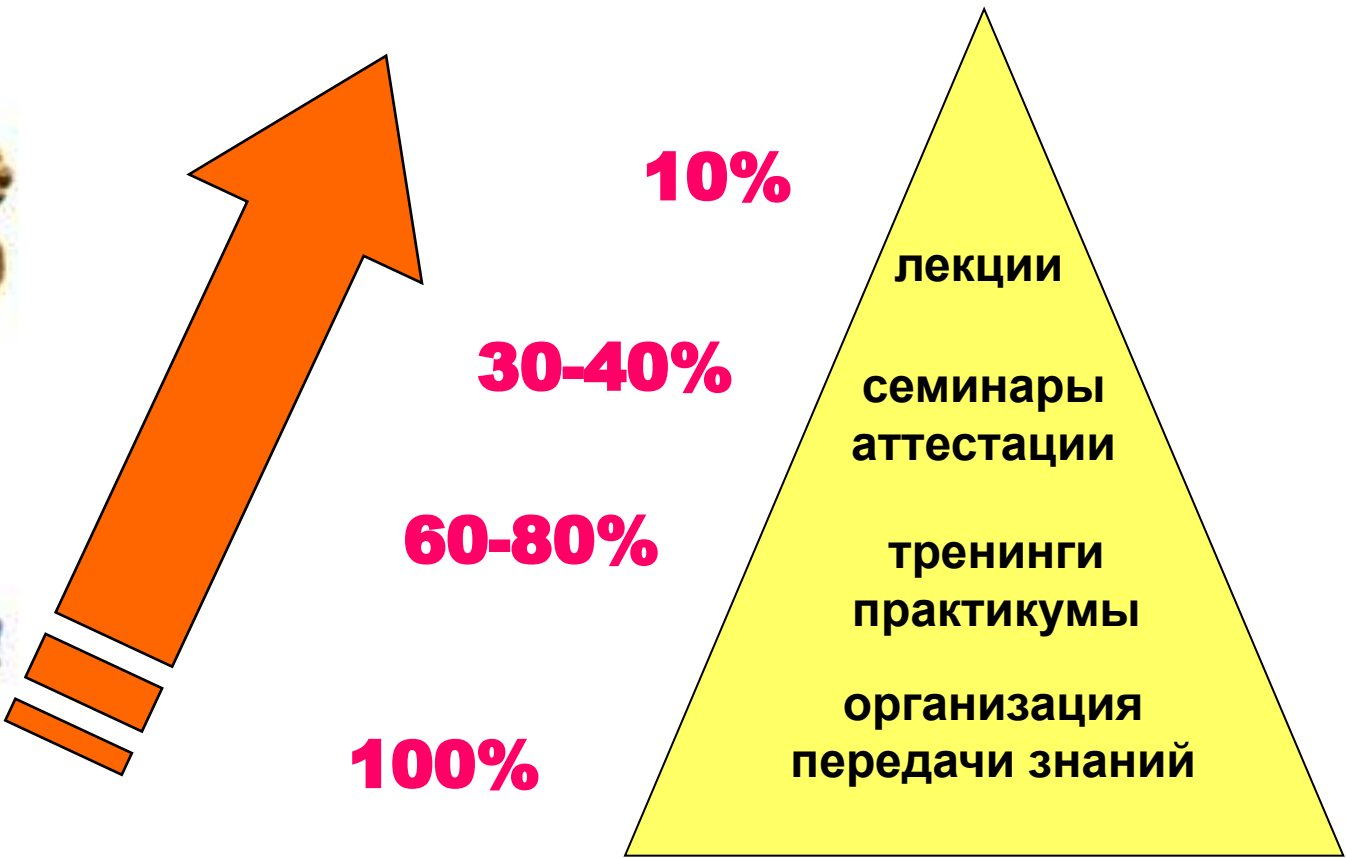 10%
лекции
30-40%
семинары
аттестации
60-80%
тренинги
практикумы
организация
передачи знаний
100%